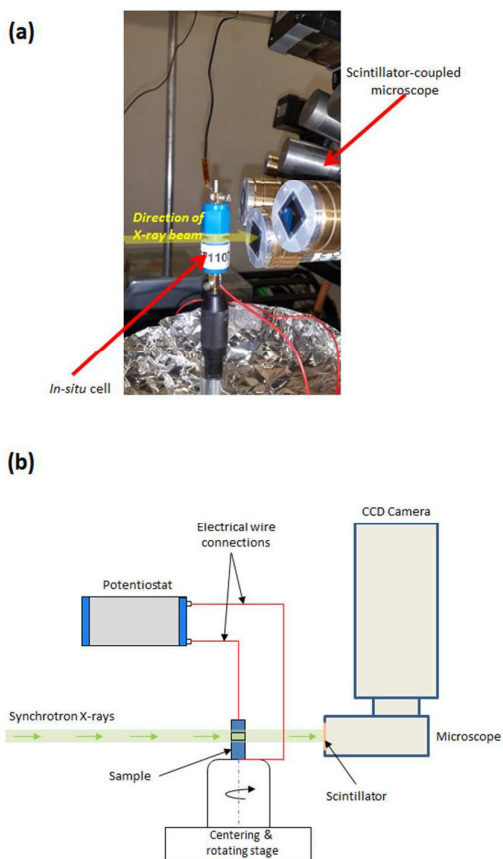 (a)
Scintillator-coupled
microscope
Direction of
X-ray beam
#110
In-situ cell
(b)
CCD Camera
Electrical wire
connections
Potentiostat
Synchrotron X-rays
Microscope
Sample
Scintillator
Centering &
rotating stage